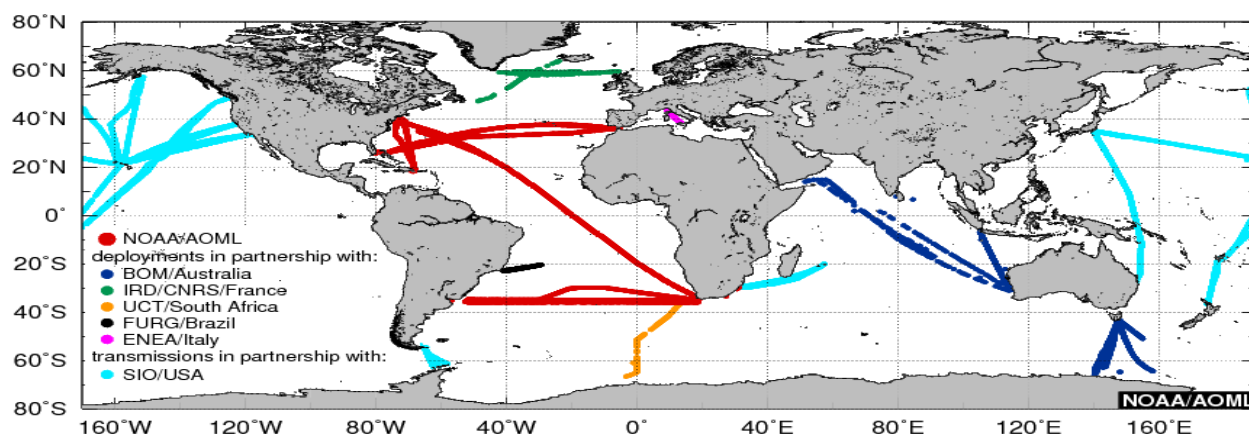 80°N
60°N
40°N
20°N
0°
20°S
40°S
60°S
80°S
NOAA/AOML
deployments in partnership with:
BOM/Australia
IRD/CNRS/France
UCT/South Africa
FURG/Brazil
ENEA/Italy
transmissions in partnership with:
SIO/USA
NOAA/AOML
160°W 120°W 80°W 40°W 0° 40°E 80°E 120°E 160°E